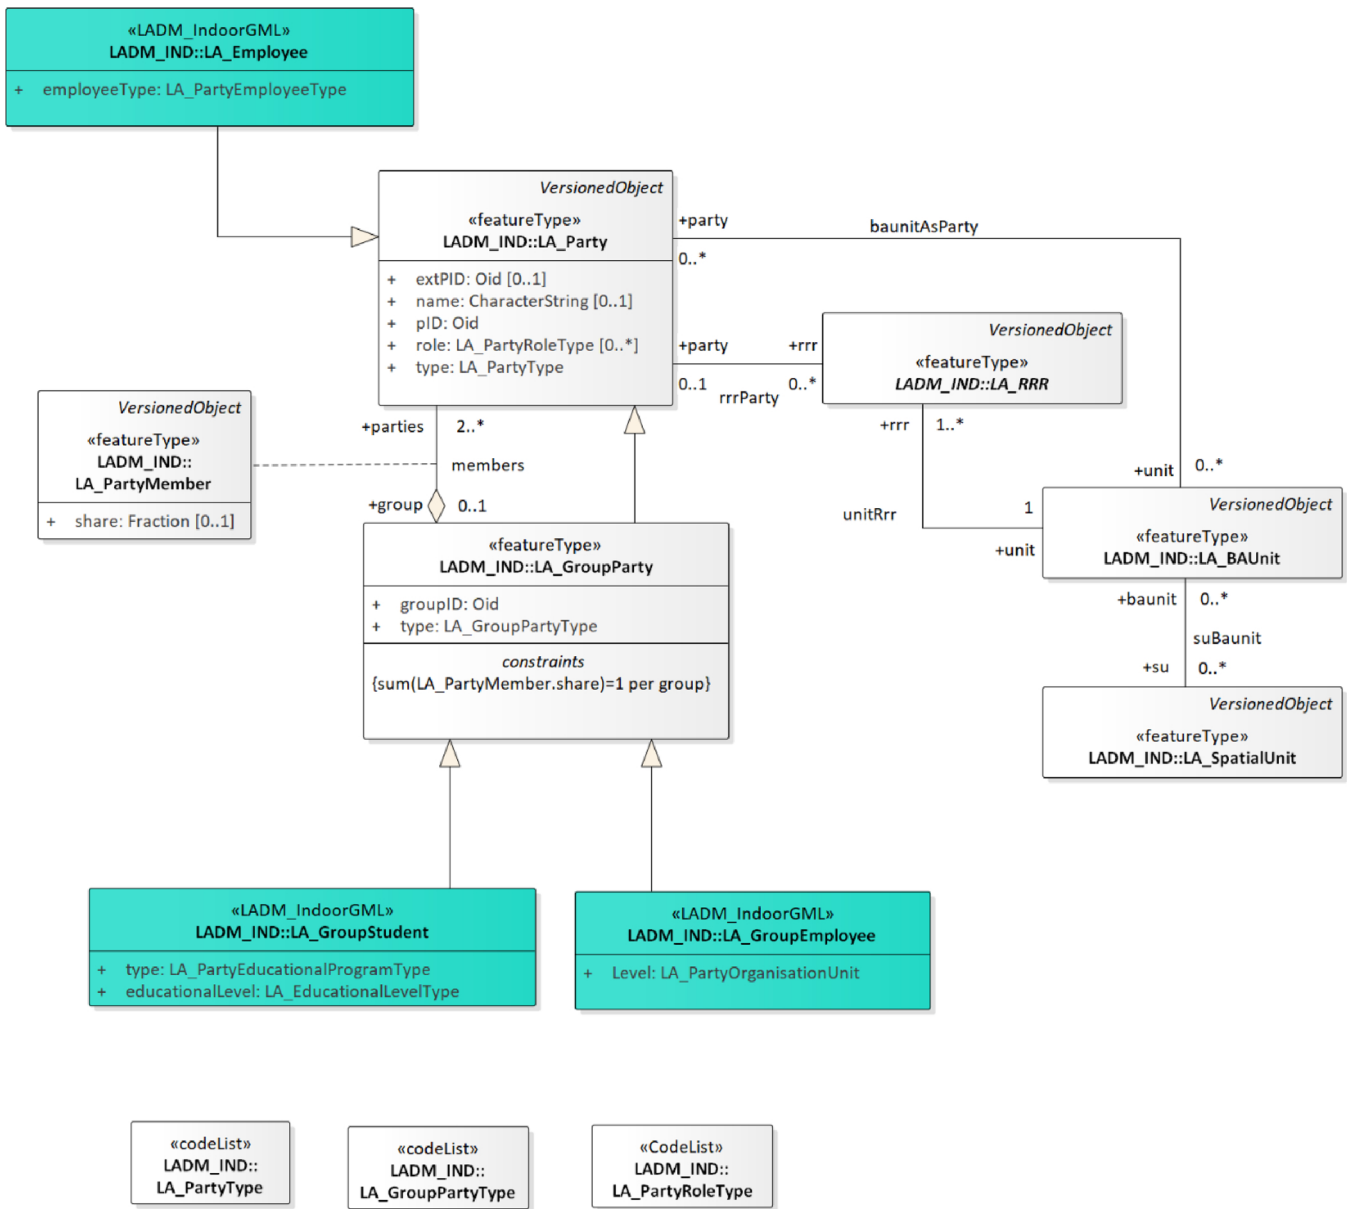 «LADM_IndoorGML»
LADM_IND::LA_Employee
+ employeeType: LA_PartyEmployeeType
VersionedObject
«featureType»
LADM_IND::LA_Party
+ extPID: Oid [0..1]
+ name: CharacterString [0..1]
+ pID: Oid
+ role: LA_PartyRoleType [0..*]
+ type: LA_PartyType
+party
0..*
baunitAsParty
+party
0..1
+rrr
0..*
rrrParty
VersionedObject
«featureType»
LADM_IND::LA_RRR
VersionedObject
«featureType»
LADM_IND::
LA_PartyMember
+ share: Fraction [0..1]
+parties
2..*
members
+group
0..1
+rrr
1..*
unitRrr
1
+unit
+unit
0..*
VersionedObject
«featureType»
LADM_IND::LA_BAUnit
«featureType»
LADM_IND::LA_GroupParty
+ groupID: Oid
+ type: LA_GroupPartyType
constraints
{sum(LA_PartyMember.share)=1 per group}
+baunit
0..*
suBaunit
+su
0..*
VersionedObject
«featureType»
LADM_IND::LA_SpatialUnit
«LADM_IndoorGML»
LADM_IND::LA_GroupStudent
+ type: LA_PartyEducationalProgramType
+ educationalLevel: LA_EducationalLevelType
«LADM_IndoorGML»
LADM_IND::LA_GroupEmployee
+ Level: LA_PartyOrganisationUnit
«codeList»
LADM_IND::
LA_PartyType
«codeList»
LADM_IND::
LA_GroupPartyType
«CodeList»
LADM_IND::
LA_PartyRoleType